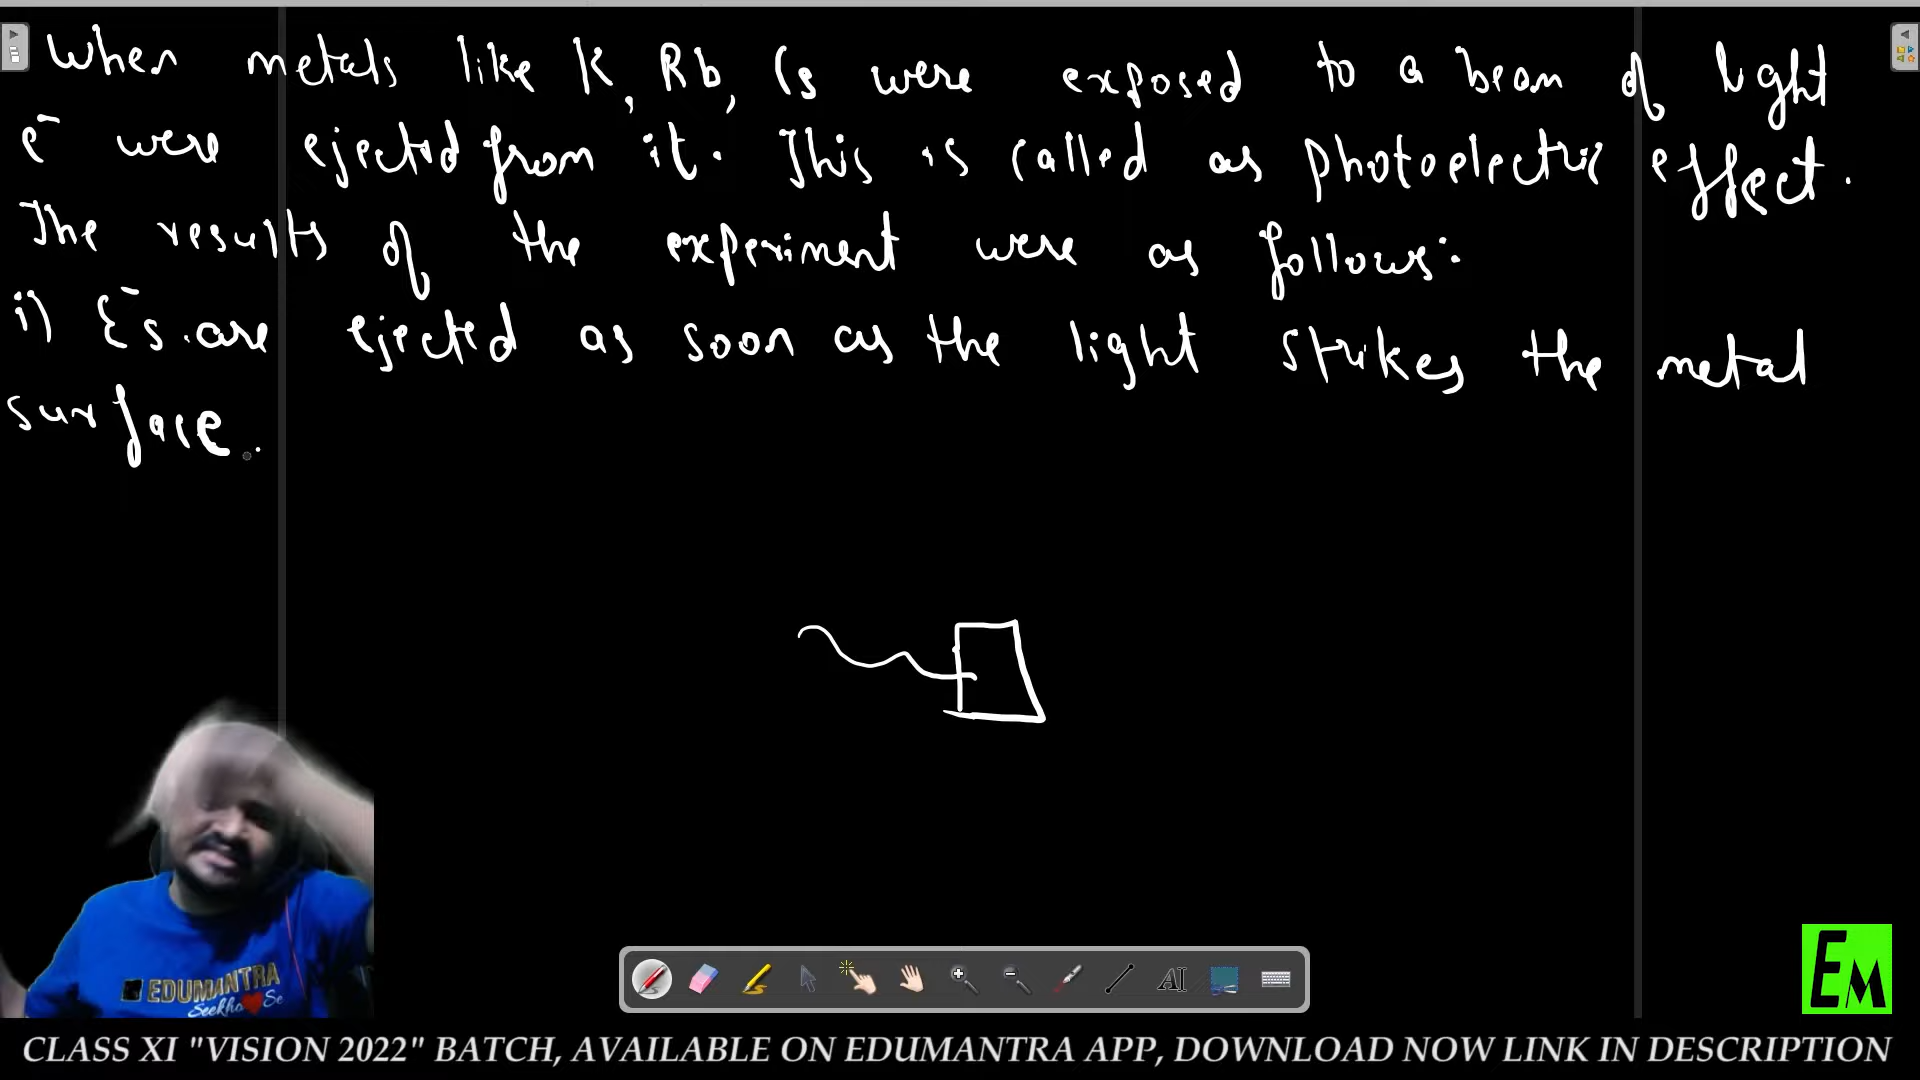 When metals like K, Rb, Cs were exposed to a beam of light
e⁻ were ejected from it. This is called as photoelectric effect.
The results of the experiment were as follows:
i) E⁻s are ejected as soon as the light strikes the metal
surface.
EDUMANTRA
Seekho Se
AI
EM
CLASS XI "VISION 2022" BATCH, AVAILABLE ON EDUMANTRA APP, DOWNLOAD NOW LINK IN DESCRIPTION